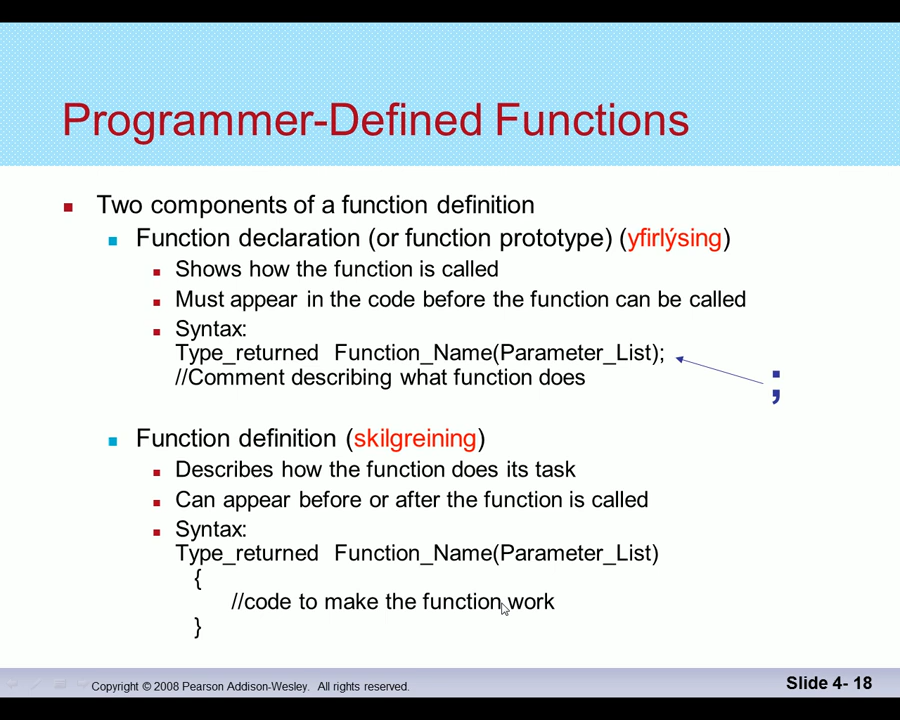 Programmer-Defined Functions
Two components of a function definition
Function declaration (or function prototype) (yfirlýsing)
Shows how the function is called
Must appear in the code before the function can be called
Syntax:
Type_returned Function_Name(Parameter_List);
;
//Comment describing what function does
Function definition (skilgreining)
Describes how the function does its task
Can appear before or after the function is called
Syntax:
Type_returned Function_Name(Parameter_List)
{
//code to make the function work
}
Copyright © 2008 Pearson Addison-Wesley. All rights reserved.
Slide 4- 18